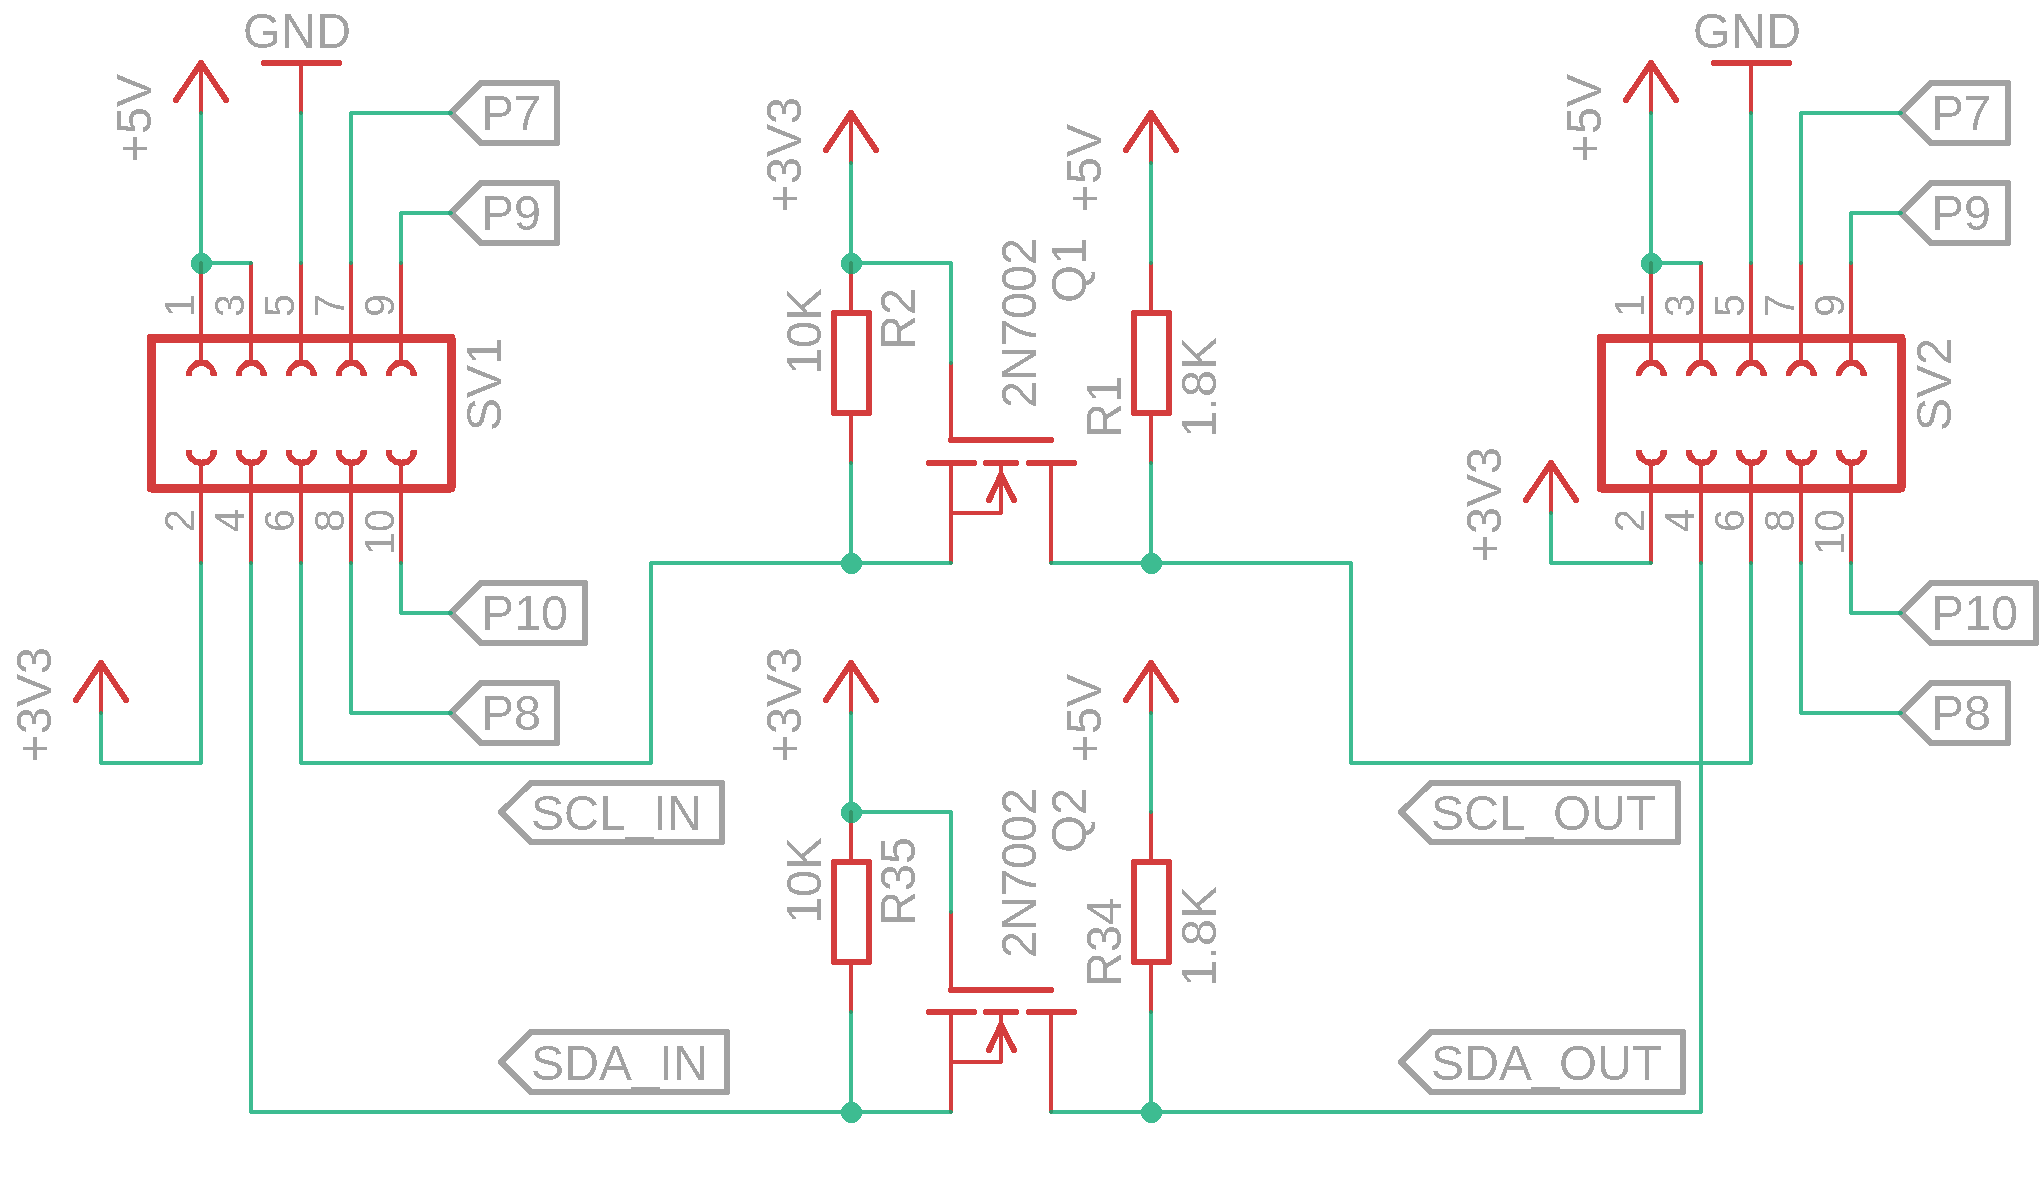 GND
+5V
P7
P9
1
3
5
7
9
SV1
2
4
6
8
10
P10
P8
+3V3
SCL_IN
SDA_IN
+3V3
10K
R2
2N7002
Q1
+5V
R1
1.8K
+3V3
10K
R35
2N7002
Q2
+5V
R34
1.8K
GND
+5V
P7
P9
1
3
5
7
9
SV2
+3V3
2
4
6
8
10
P10
P8
SCL_OUT
SDA_OUT